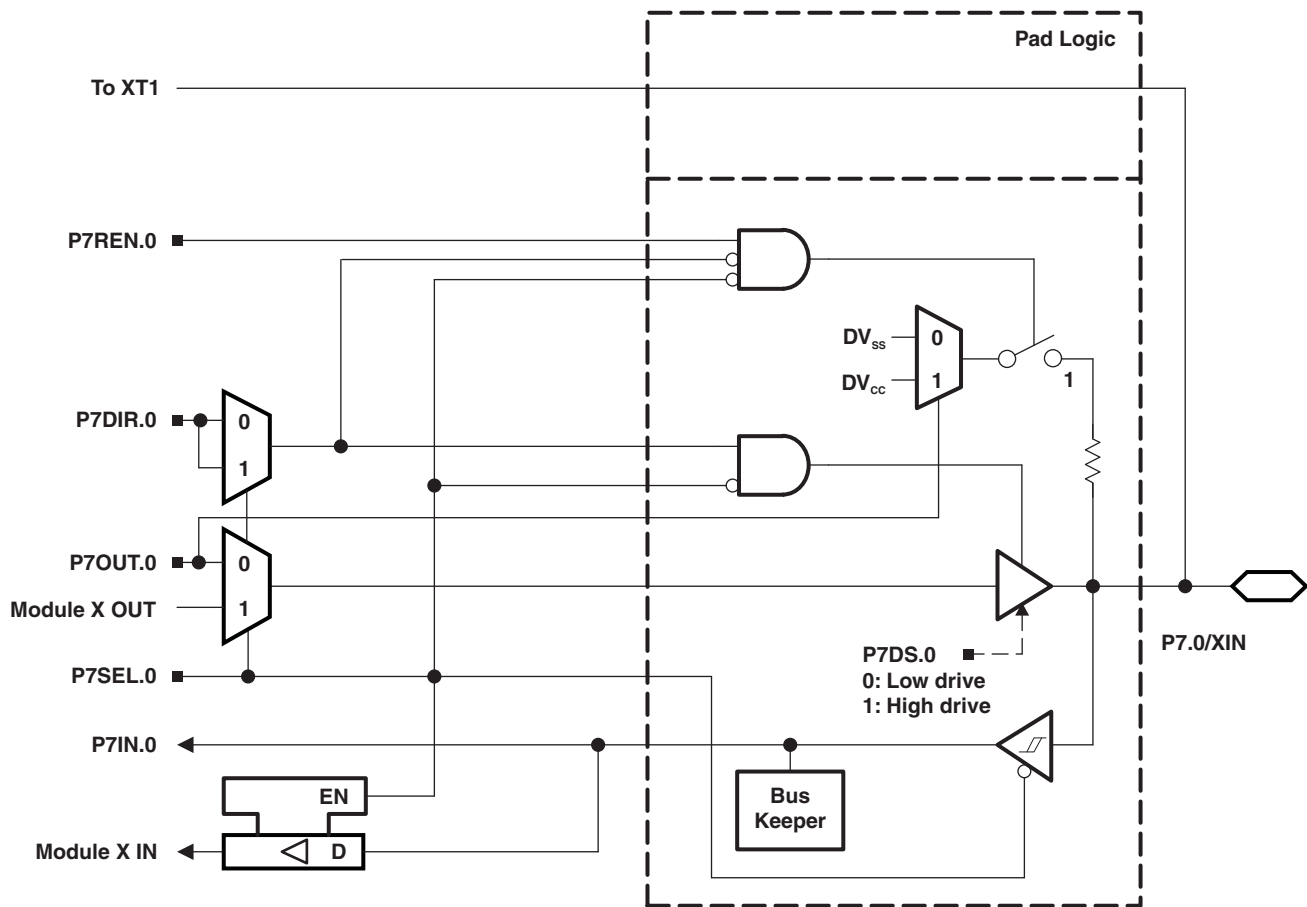 Pad Logic
To XT1
P7REN.0
DVSS
0
DVCC
1
1
P7DIR.0
0
1
P7OUT.0
0
Module X OUT
1
P7DS.0
0: Low drive
1: High drive
P7.0/XIN
P7SEL.0
P7IN.0
EN
Bus
Keeper
Module X IN
D